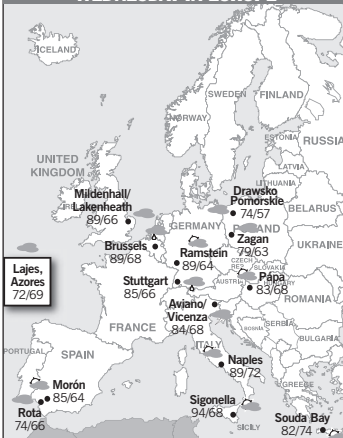 ICELAND
SWEDEN
FINLAND
NORWAY
ESTONIA
RUSSIA
LATVIA
UNITED
KINGDOM
LITHUANIA
Mildenhall/
Lakenheath
89/66
Drawsko
Pomorskie
74/57
BELARUS
GERMANY
Zagan
79/63
Brussels
89/68
Ramstein
89/64
UKRAINE
CZECH
REP.
SLOVAKIA
Lajes,
Azores
72/69
Stuttgart
85/66
AUSTRIA
Pápa
83/68
HUNGARY
ROMANIA
Aviano/
Vicenza
84/68
FRANCE
BOSNIA
SERBIA
BULGARIA
ITALY
PORTUGAL
SPAIN
Naples
89/72
Morón
85/64
GREECE
Rota
74/66
Sigonella
94/68
SICILY
Souda Bay
82/74